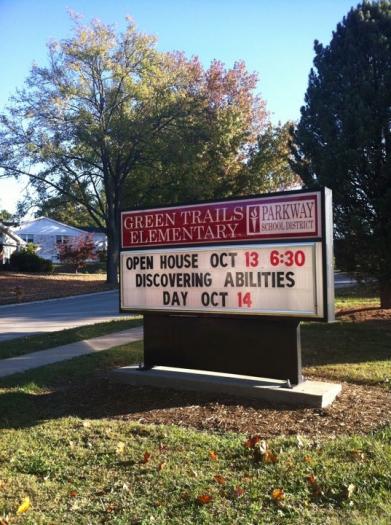 GREEN TRAILS
ELEMENTARY
PARKWAY
SCHOOL DISTRICT
OPEN HOUSE OCT 13 6:30
DISCOVERING ABILITIES
DAY OCT 14